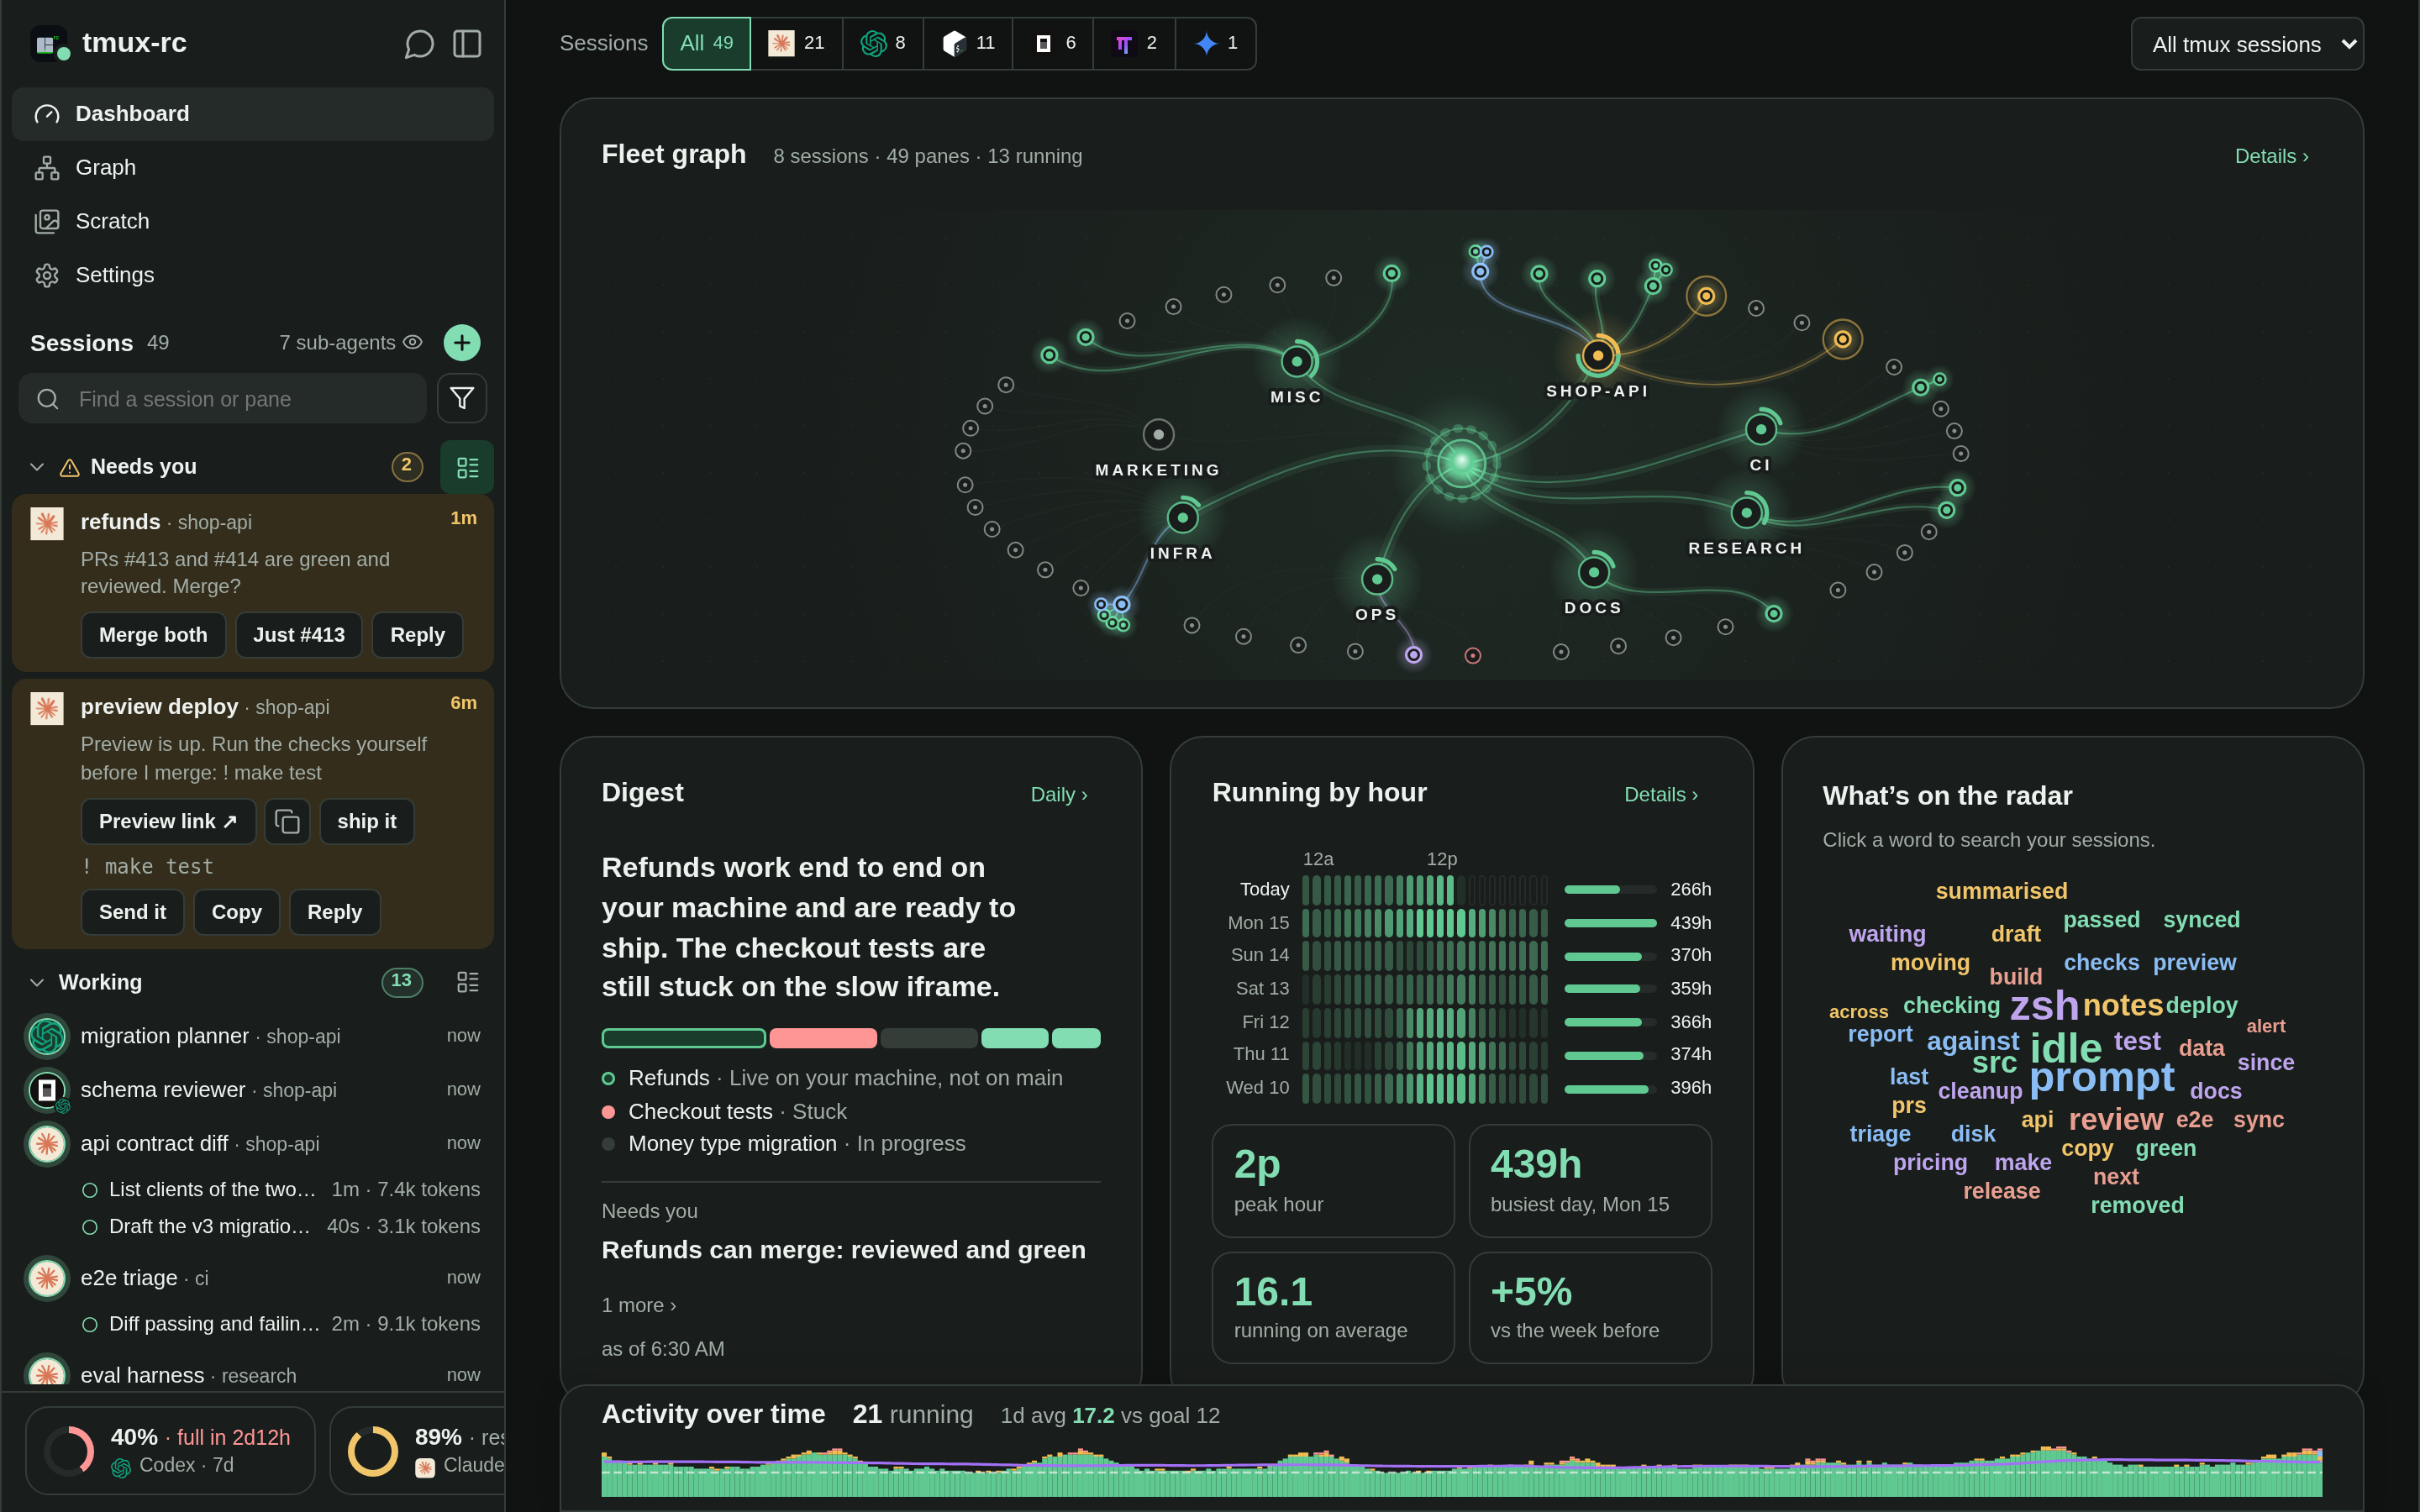 tmux-rc
Dashboard
Graph
Scratch
Settings
Sessions 49 7 sub-agents
Find a session or pane
Needs you 2
refunds · shop-api 1m
PRs #413 and #414 are green and
reviewed. Merge?
Merge both Just #413 Reply
preview deploy · shop-api 6m
Preview is up. Run the checks yourself
before I merge: ! make test
Preview link ↗ ship it
! make test
Send it Copy Reply
Working 13
migration planner · shop-api now
schema reviewer · shop-api now
api contract diff · shop-api now
List clients of the two… 1m · 7.4k tokens
Draft the v3 migratio… 40s · 3.1k tokens
e2e triage · ci now
Diff passing and failin… 2m · 9.1k tokens
eval harness · research now
40% · full in 2d12h
Codex · 7d
89% · res
Claude
Sessions All 49 21 8 11 6 2 1
All tmux sessions
Fleet graph 8 sessions · 49 panes · 13 running Details ›
MISC
SHOP-API
MARKETING
CI
INFRA
RESEARCH
OPS
DOCS
Digest Daily ›
Refunds work end to end on
your machine and are ready to
ship. The checkout tests are
still stuck on the slow iframe.
Refunds · Live on your machine, not on main
Checkout tests · Stuck
Money type migration · In progress
Needs you
Refunds can merge: reviewed and green
1 more ›
as of 6:30 AM
Running by hour Details ›
12a 12p
Today 266h
Mon 15 439h
Sun 14 370h
Sat 13 359h
Fri 12 366h
Thu 11 374h
Wed 10 396h
2p
peak hour
439h
busiest day, Mon 15
16.1
running on average
+5%
vs the week before
What’s on the radar
Click a word to search your sessions.
summarised
passed synced
waiting draft
moving checks preview
build
across checking zsh notes deploy
report alert
against idle test data
src since
last prompt
cleanup docs
prs
api review e2e sync
triage disk
copy green
pricing make
next
release
removed
Activity over time 21 running 1d avg 17.2 vs goal 12